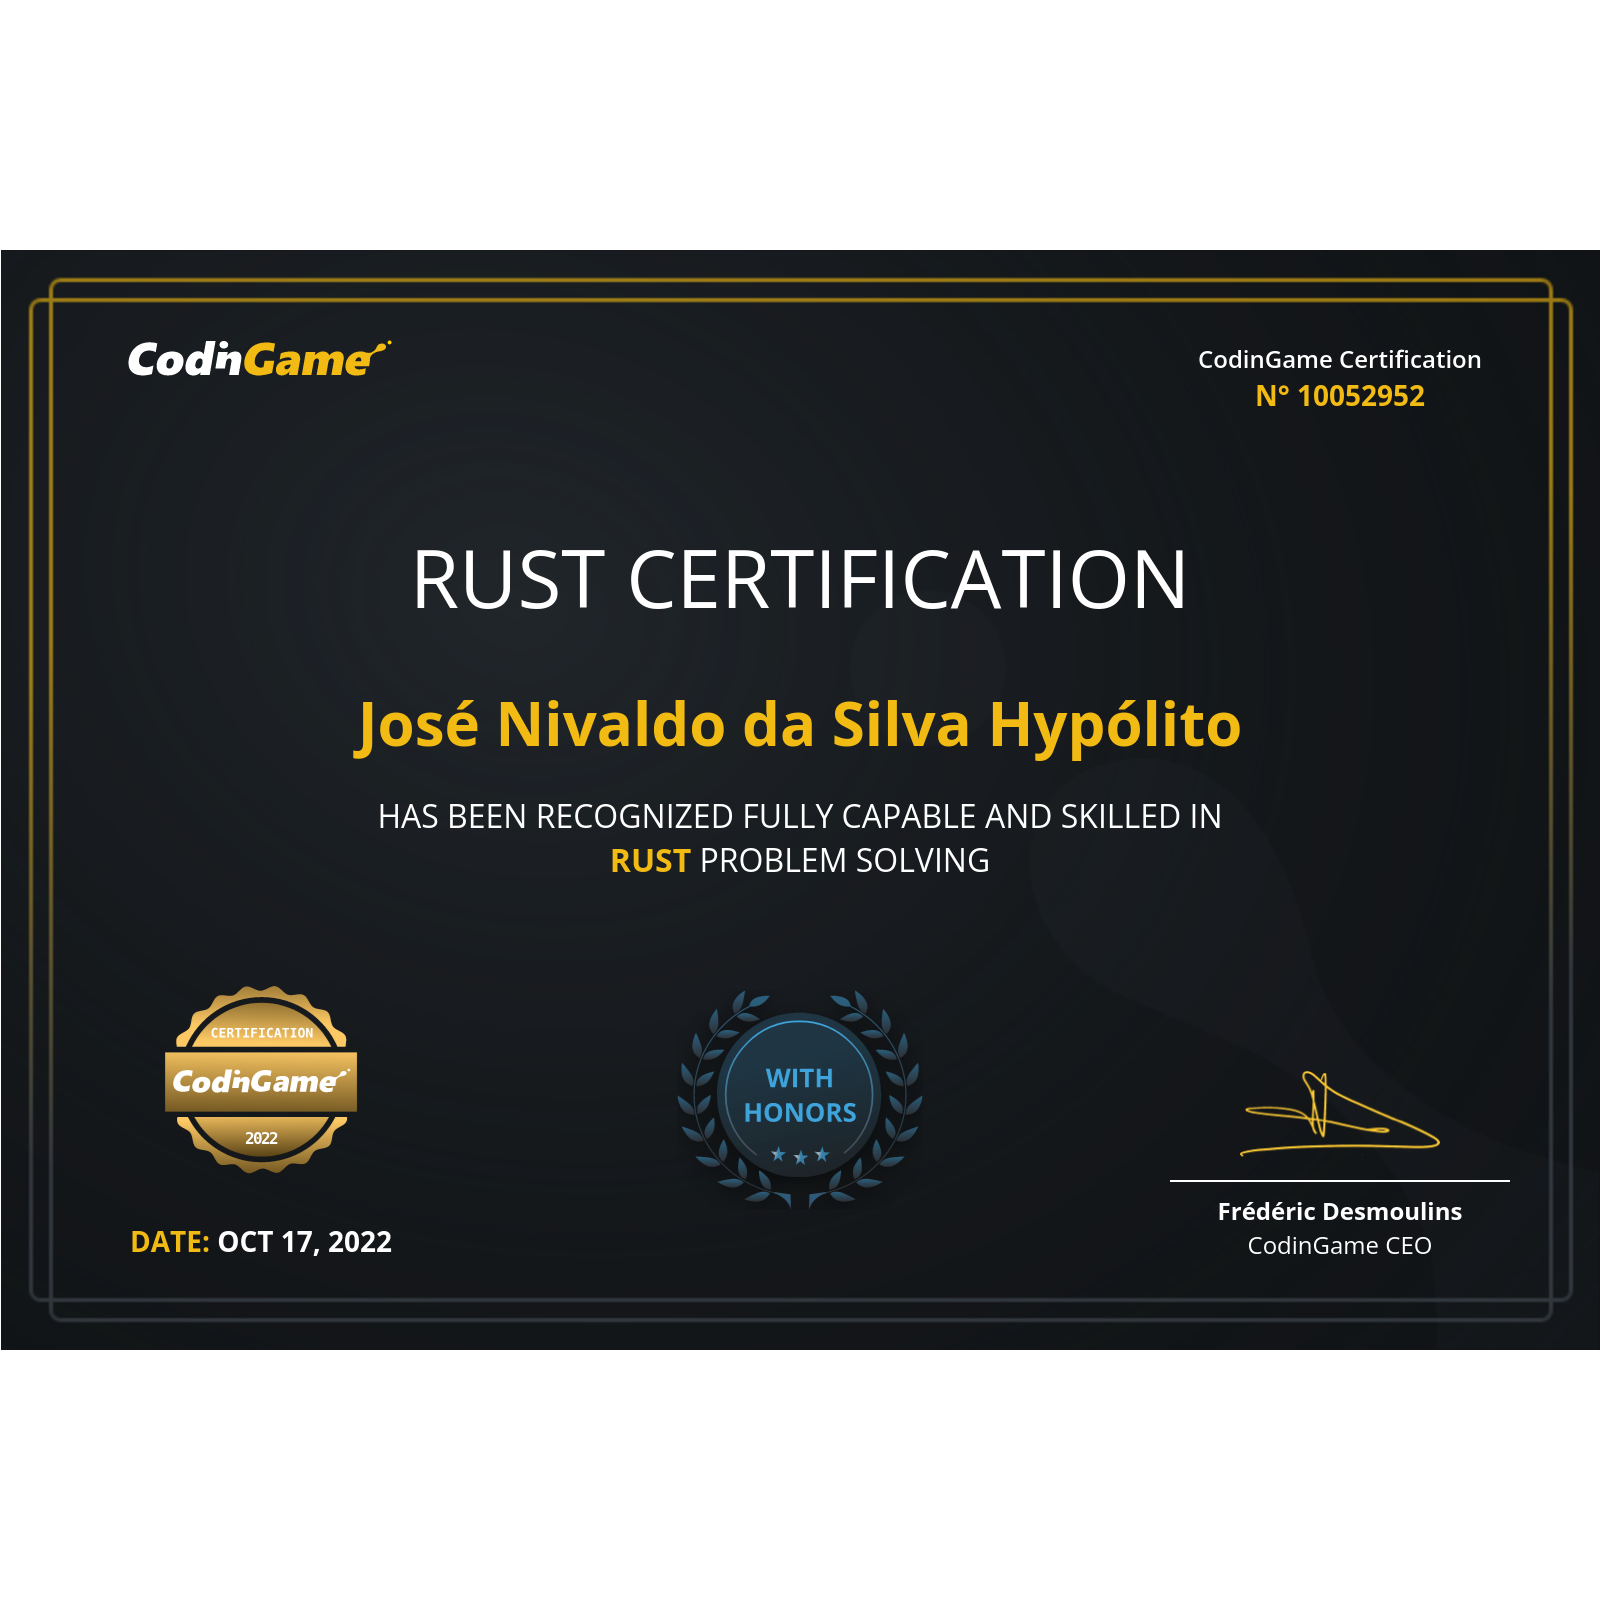 CodinGame
CodinGame Certification
N° 10052952
RUST CERTIFICATION
José Nivaldo da Silva Hypólito
HAS BEEN RECOGNIZED FULLY CAPABLE AND SKILLED IN
RUST PROBLEM SOLVING
CERTIFICATION
CodinGame
2022
WITH
HONORS
DATE: OCT 17, 2022
Frédéric Desmoulins
CodinGame CEO